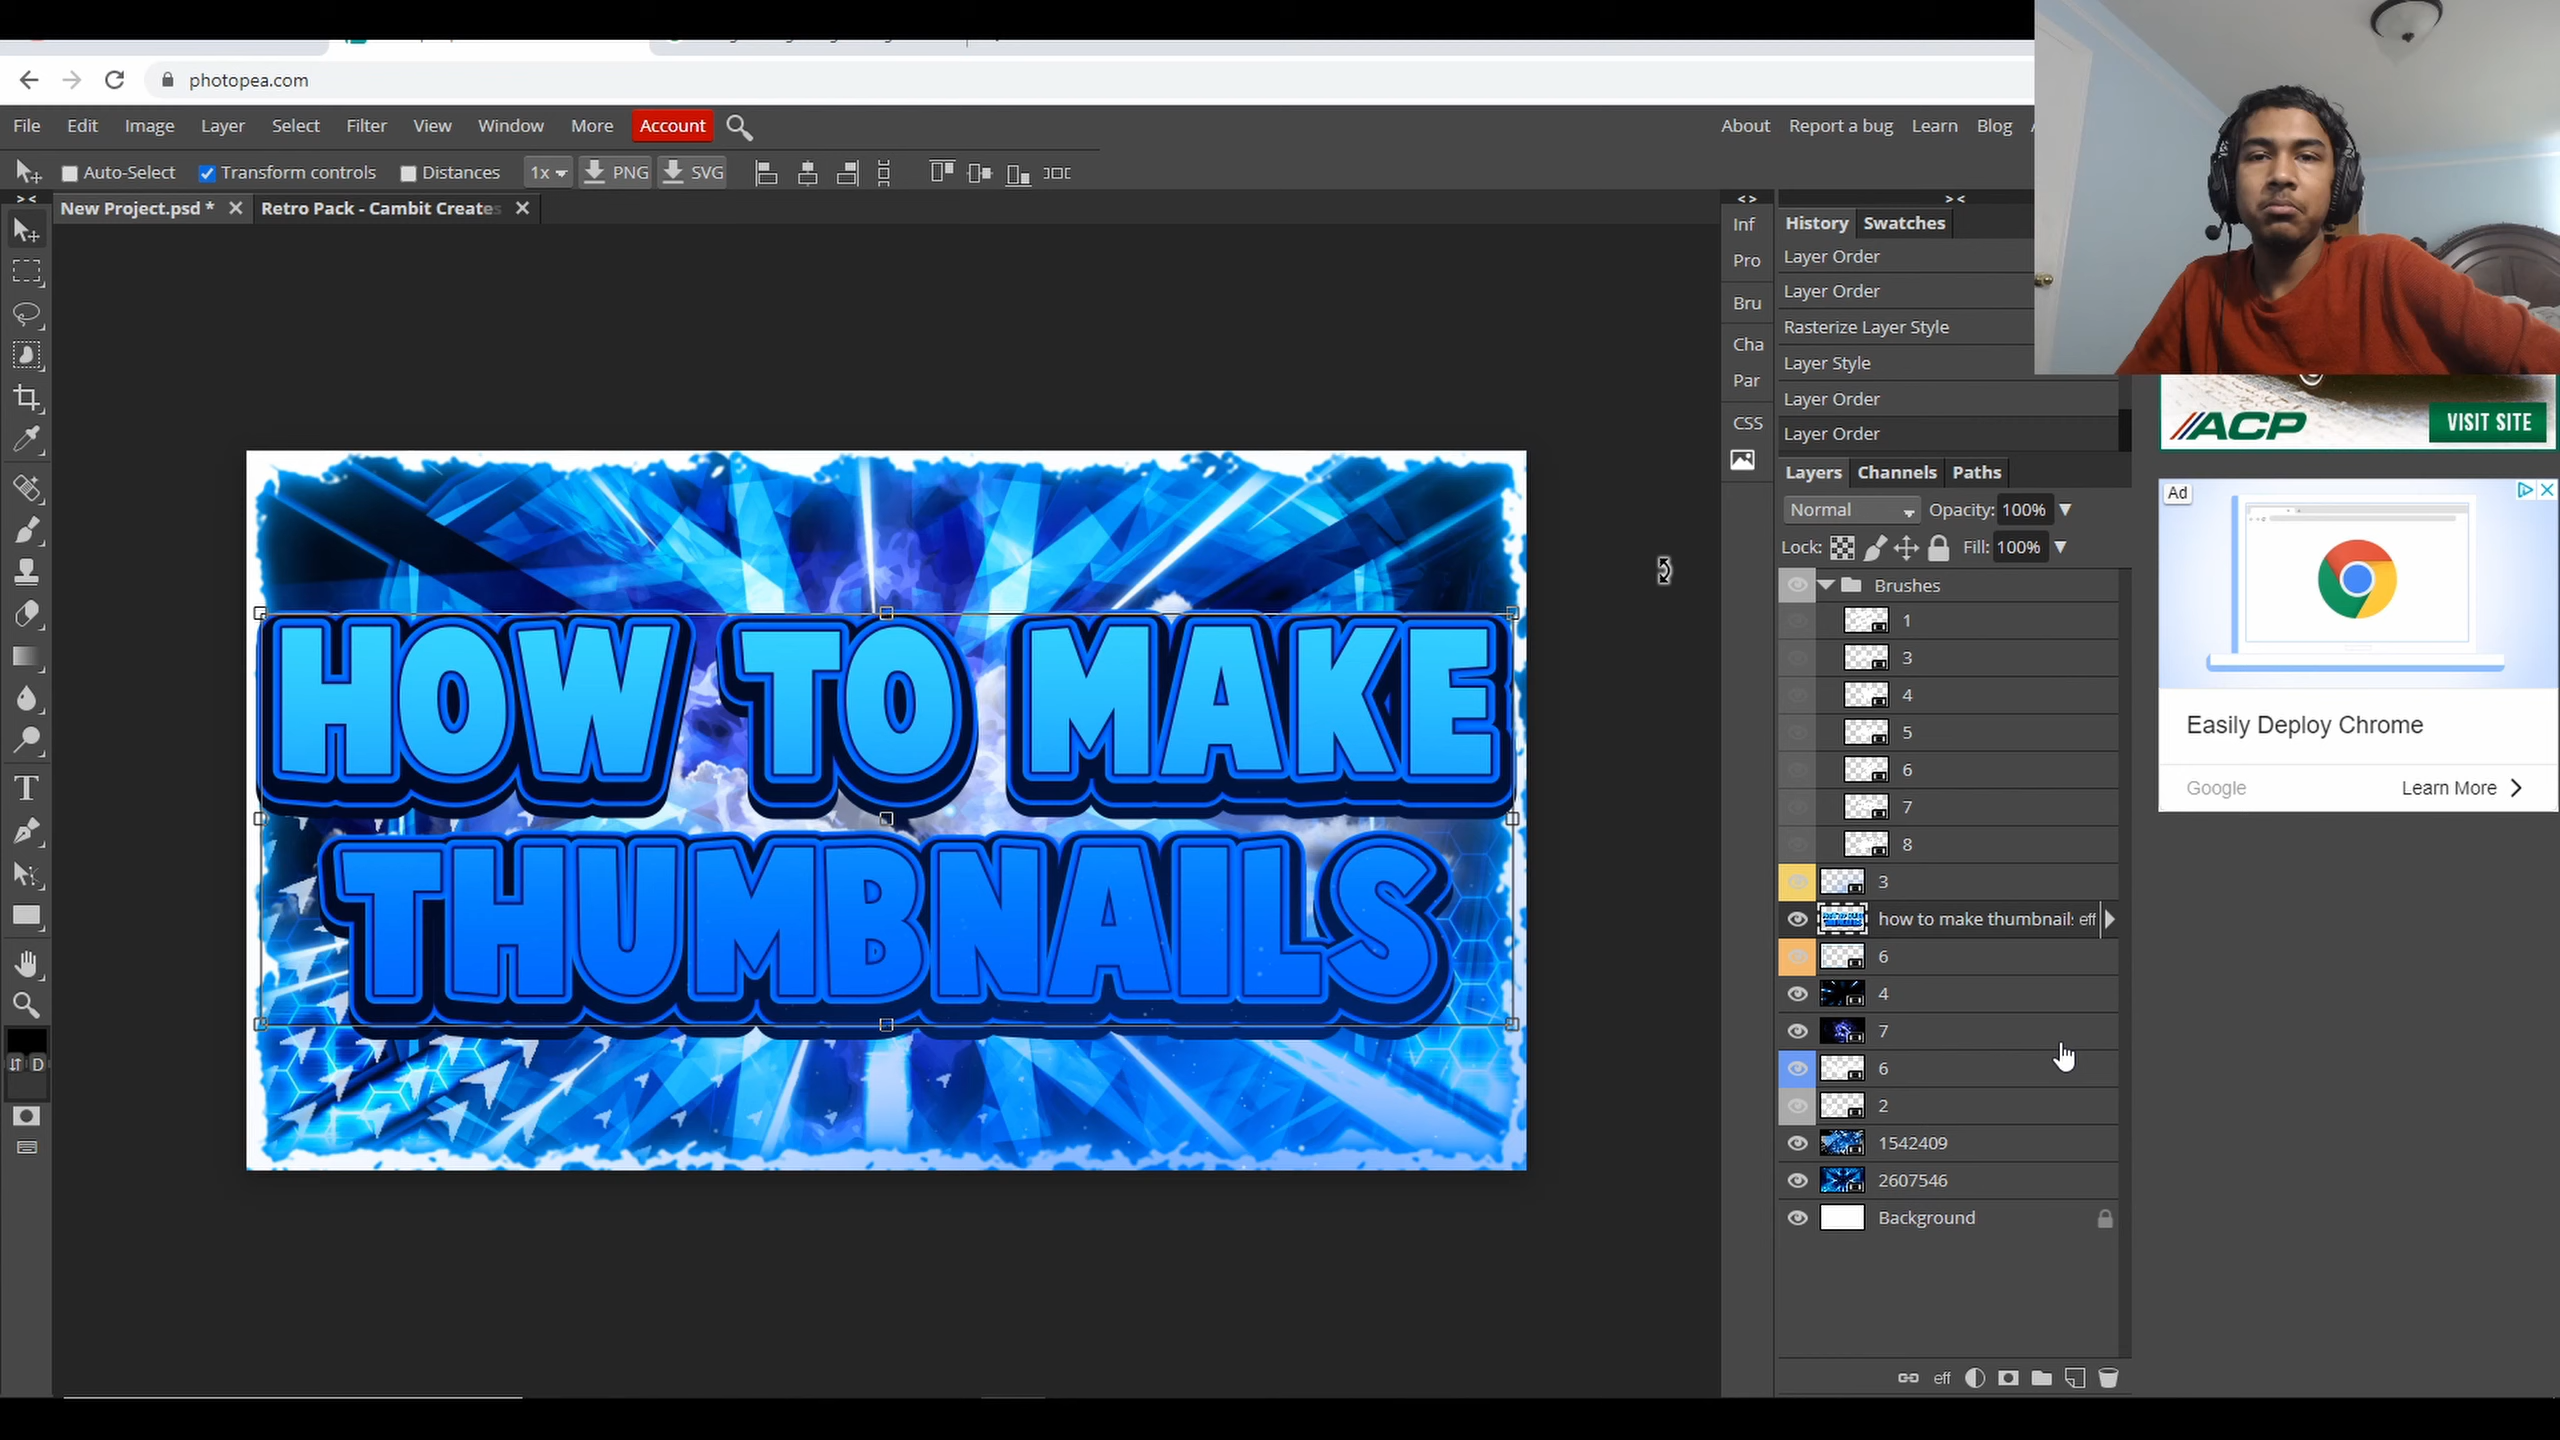 photopea.com
File Edit Image Layer Select Filter View Window More Account
About Report a bug Learn Blog
Auto-Select Transform controls Distances 1x PNG SVG
New Project.psd * Retro Pack - Cambit Creates
Inf
Pro
Bru
Cha
Par
CSS
History Swatches
Layer Order
Layer Order
Rasterize Layer Style
Layer Style
Layer Order
Layer Order
Layers Channels Paths
Normal Opacity: 100%
Lock: Fill: 100%
Brushes
1
3
4
5
6
7
8
3
how to make thumbnail: eff
6
4
7
6
2
1542409
2607546
Background
eff
D
HOW TO MAKE
THUMBNAILS
ACP
VISIT SITE
Ad
Easily Deploy Chrome
Google Learn More